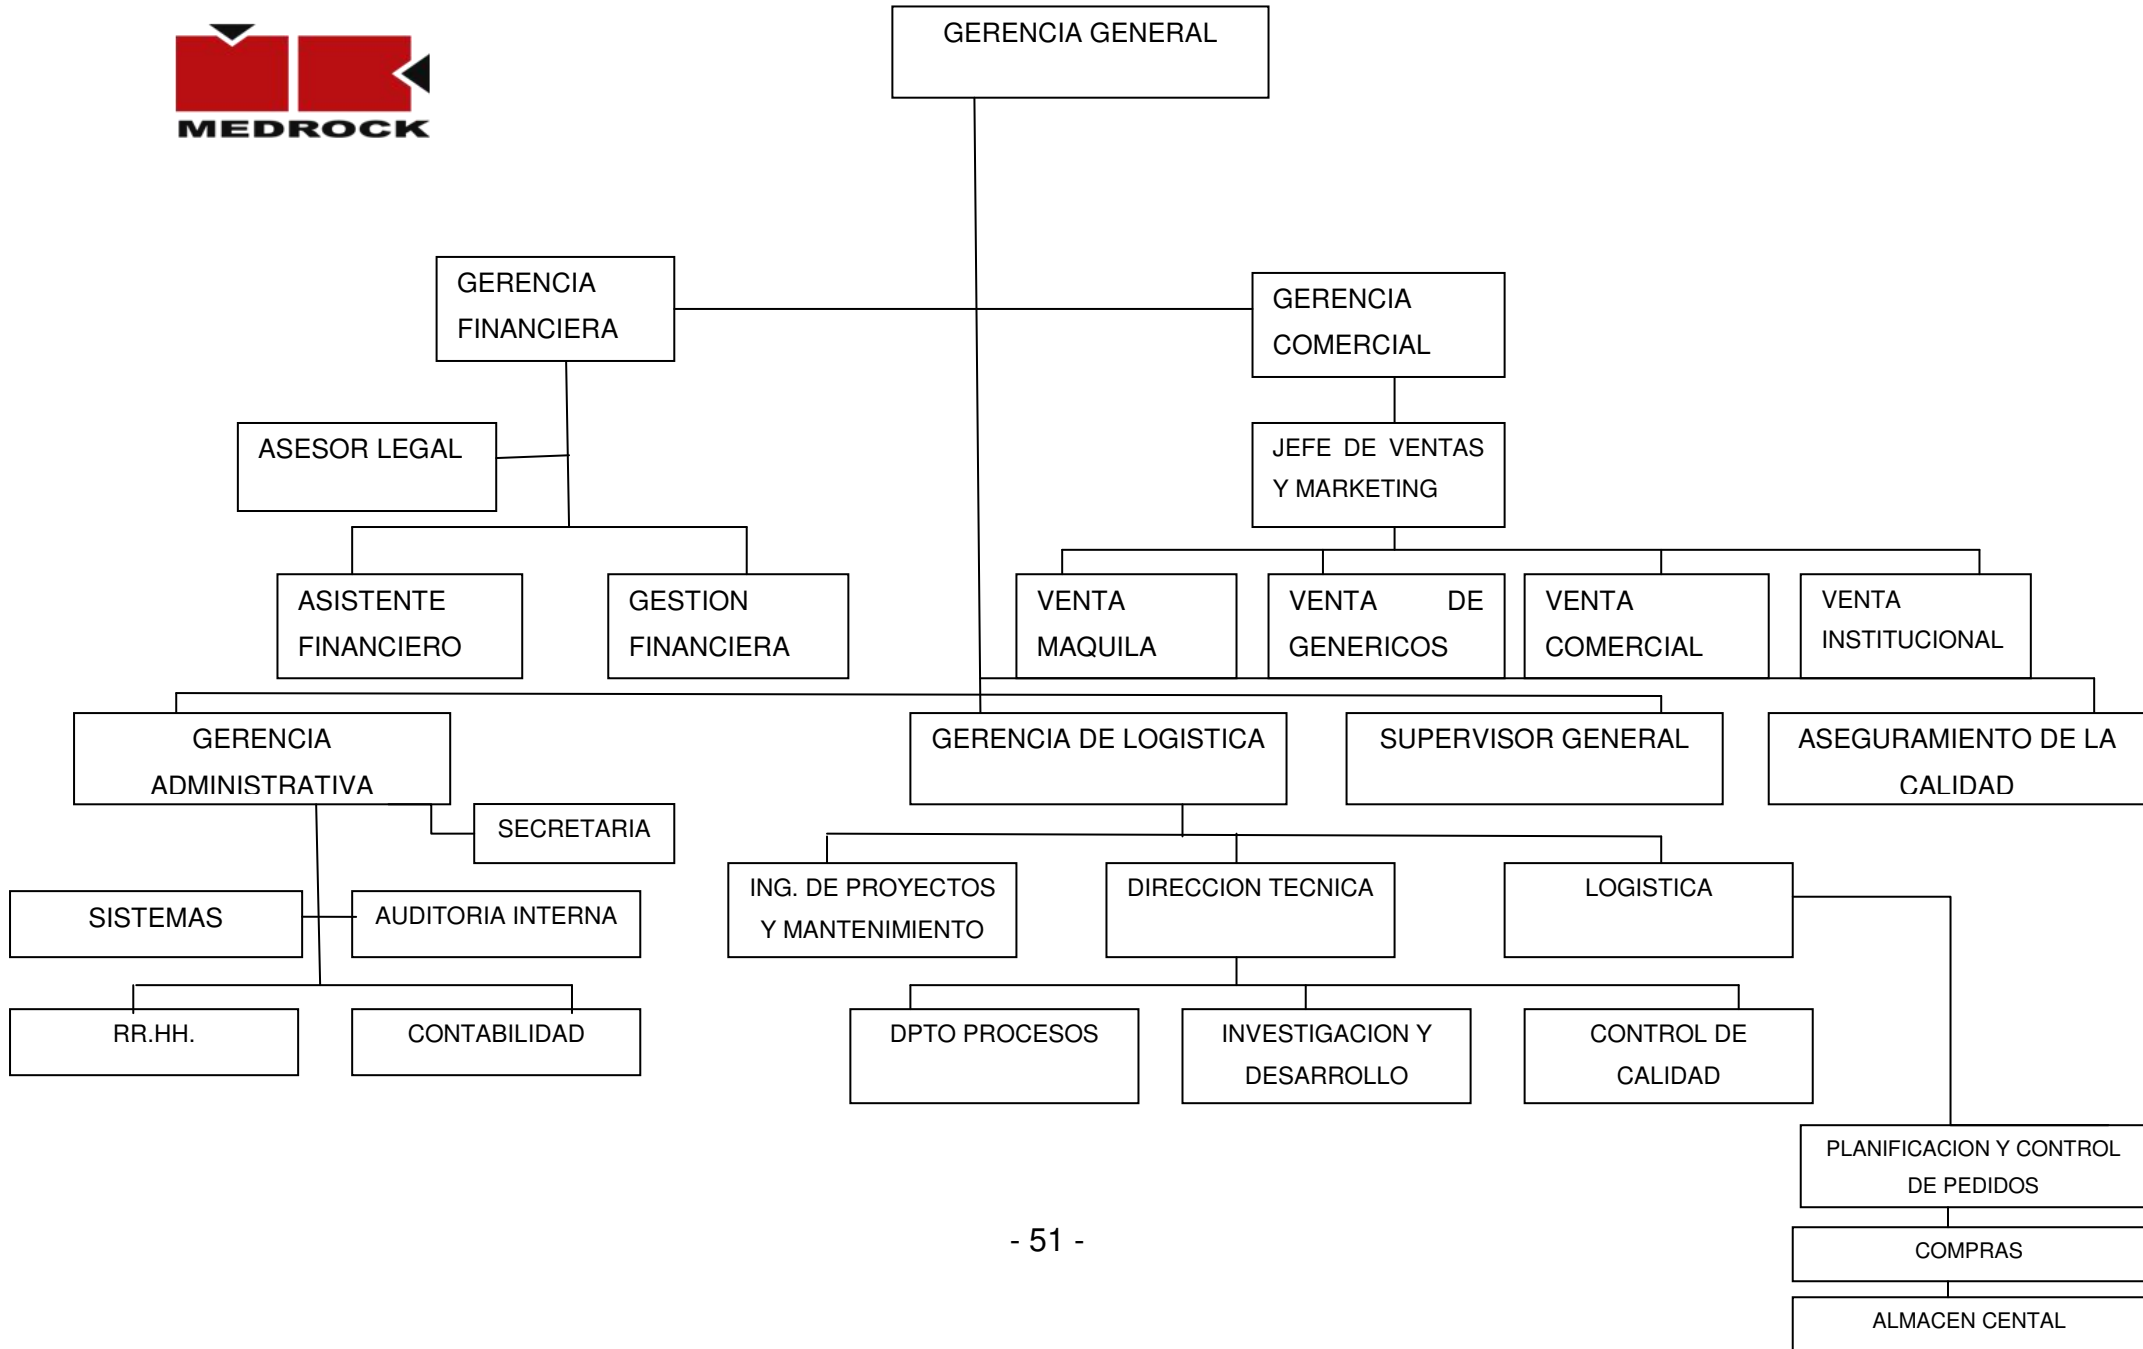 MEDROCK
GERENCIA GENERAL
GERENCIA
FINANCIERA
GERENCIA
COMERCIAL
ASESOR LEGAL
JEFE DE VENTAS
Y MARKETING
ASISTENTE
FINANCIERO
GESTION
FINANCIERA
VENTA
MAQUILA
VENTA DE
GENERICOS
VENTA
COMERCIAL
VENTA
INSTITUCIONAL
GERENCIA
ADMINISTRATIVA
GERENCIA DE LOGISTICA
SUPERVISOR GENERAL
ASEGURAMIENTO DE LA
CALIDAD
SECRETARIA
SISTEMAS
AUDITORIA INTERNA
ING. DE PROYECTOS
Y MANTENIMIENTO
DIRECCION TECNICA
LOGISTICA
RR.HH.
CONTABILIDAD
DPTO PROCESOS
INVESTIGACION Y
DESARROLLO
CONTROL DE
CALIDAD
PLANIFICACION Y CONTROL
DE PEDIDOS
COMPRAS
ALMACEN CENTAL
- 51 -